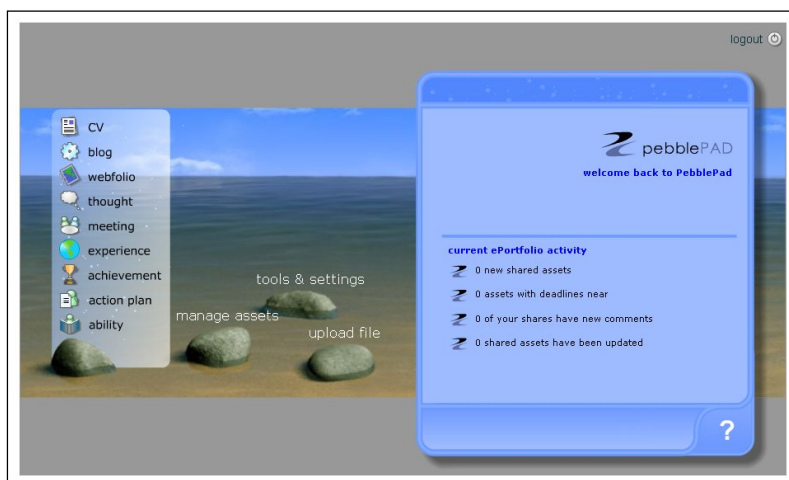 logout
CV
blog
webfolio
thought
meeting
experience
achievement
action plan
ability
tools & settings
manage assets
upload file
pebblePAD
welcome back to PebblePad
current ePortfolio activity
0 new shared assets
0 assets with deadlines near
0 of your shares have new comments
0 shared assets have been updated
?